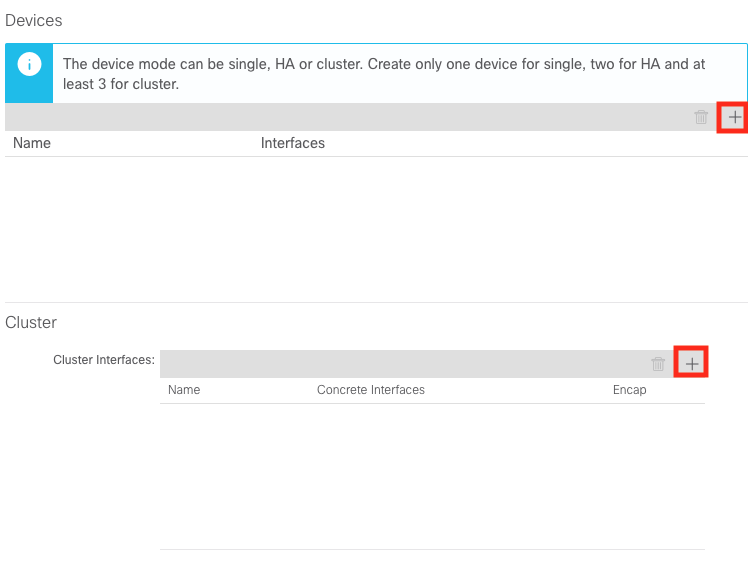 Devices
The device mode can be single, HA or cluster. Create only one device for single, two for HA and at
least 3 for cluster.
Name Interfaces
Cluster
Cluster Interfaces:
Name Concrete Interfaces Encap